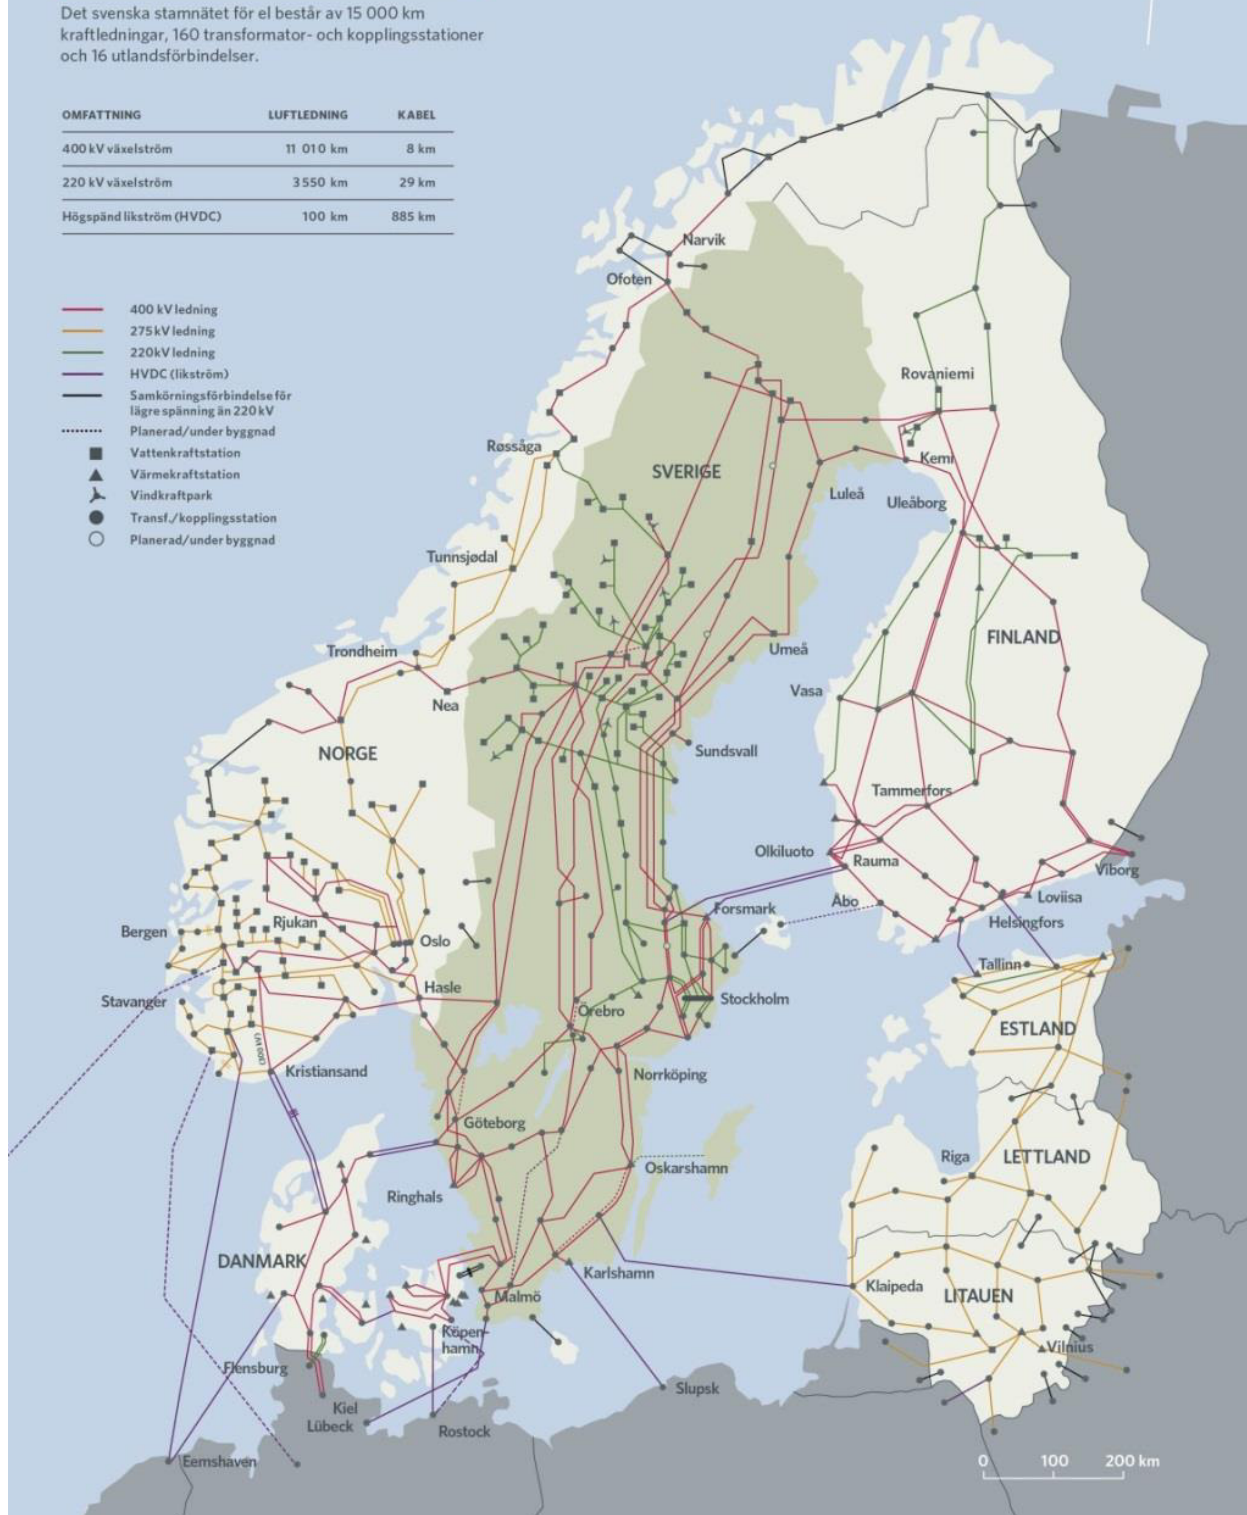 Det svenska stamnätet för el består av 15 000 km
kraftledningar, 160 transformator- och kopplingsstationer
och 16 utlandsförbindelser.
OMFATTNING LUFTLEDNING KABEL
400 kV växelström 11 010 km 8 km
220 kV växelström 3 550 km 29 km
Högspänd likström (HVDC) 100 km 885 km
400 kV ledning
275 kV ledning
220 kV ledning
HVDC (likström)
Samkörningsförbindelse för
lägre spänning än 220 kV
Planerad/under byggnad
Vattenkraftstation
Värmekraftstation
Vindkraftpark
Transf./kopplingsstation
Planerad/under byggnad
Narvik
Ofoten
Rovaniemi
Røssåga
Kemi
SVERIGE
Luleå
Uleåborg
Tunnsjødal
FINLAND
Trondheim
Umeå
Vasa
Nea
Sundsvall
NORGE
Tammerfors
Olkiluoto
Rauma
Viborg
Åbo
Loviisa
Forsmark
Helsingfors
Rjukan
Bergen
Oslo
Tallinn
Hasle
Stavanger
Stockholm
Örebro
ESTLAND
(300 kV)
Kristiansand
Norrköping
Göteborg
Riga
LETTLAND
Oskarshamn
Ringhals
DANMARK
Karlshamn
Klaipeda
LITAUEN
Malmö
Köpen-
hamn
Vilnius
Flensburg
Slupsk
Kiel
Lübeck
Rostock
Eemshaven
0 100 200 km